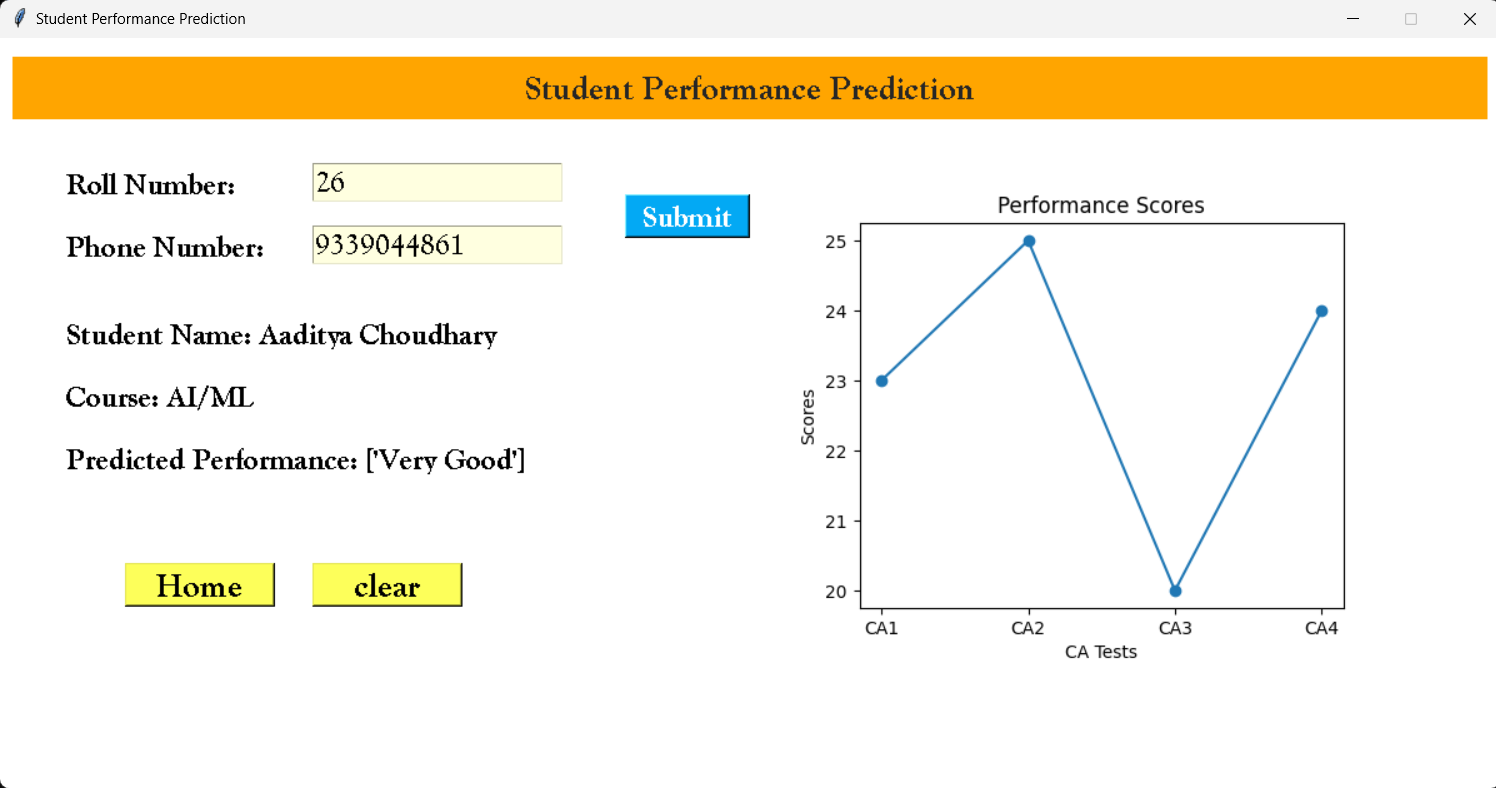 Student Performance Prediction
Student Performance Prediction
Roll Number: 26
Phone Number: 9339044861
Submit
Student Name: Aaditya Choudhary
Course: AI/ML
Predicted Performance: ['Very Good']
Home clear
Performance Scores
Scores
25
24
23
22
21
20
CA1 CA2 CA3 CA4
CA Tests